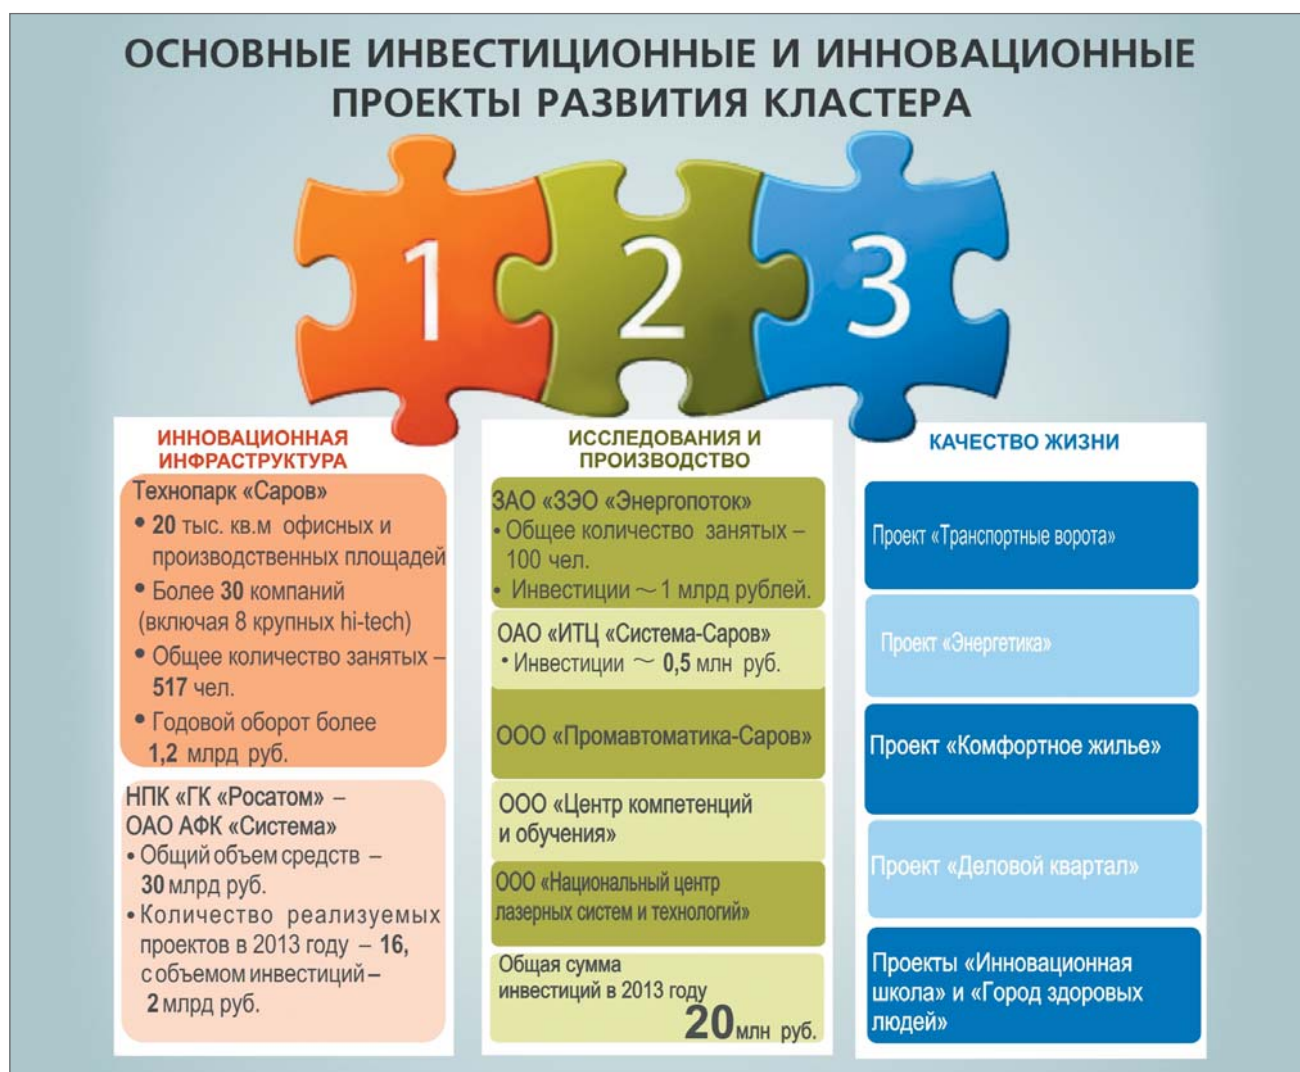 ОСНОВНЫЕ ИНВЕСТИЦИОННЫЕ И ИННОВАЦИОННЫЕ
ПРОЕКТЫ РАЗВИТИЯ КЛАСТЕРА
1
2
3
ИННОВАЦИОННАЯ
ИНФРАСТРУКТУРА
Технопарк «Саров»
• 20 тыс. кв.м офисных и
производственных площадей
• Более 30 компаний
(включая 8 крупных hi-tech)
• Общее количество занятых –
517 чел.
• Годовой оборот более
1,2 млрд руб.
НПК «ГК «Росатом» –
ОАО АФК «Система»
• Общий объем средств –
30 млрд руб.
• Количество реализуемых
проектов в 2013 году – 16,
с объемом инвестиций –
2 млрд руб.
ИССЛЕДОВАНИЯ И
ПРОИЗВОДСТВО
ЗАО «ЗЭО «Энергопоток»
• Общее количество занятых –
100 чел.
• Инвестиции ~ 1 млрд рублей.
ОАО «ИТЦ «Система-Саров»
• Инвестиции ~ 0,5 млн руб.
ООО «Промавтоматика-Саров»
ООО «Центр компетенций
и обучения»
ООО «Национальный центр
лазерных систем и технологий»
Общая сумма
инвестиций в 2013 году
20 млн руб.
КАЧЕСТВО ЖИЗНИ
Проект «Транспортные ворота»
Проект «Энергетика»
Проект «Комфортное жилье»
Проект «Деловой квартал»
Проекты «Инновационная
школа» и «Город здоровых
людей»